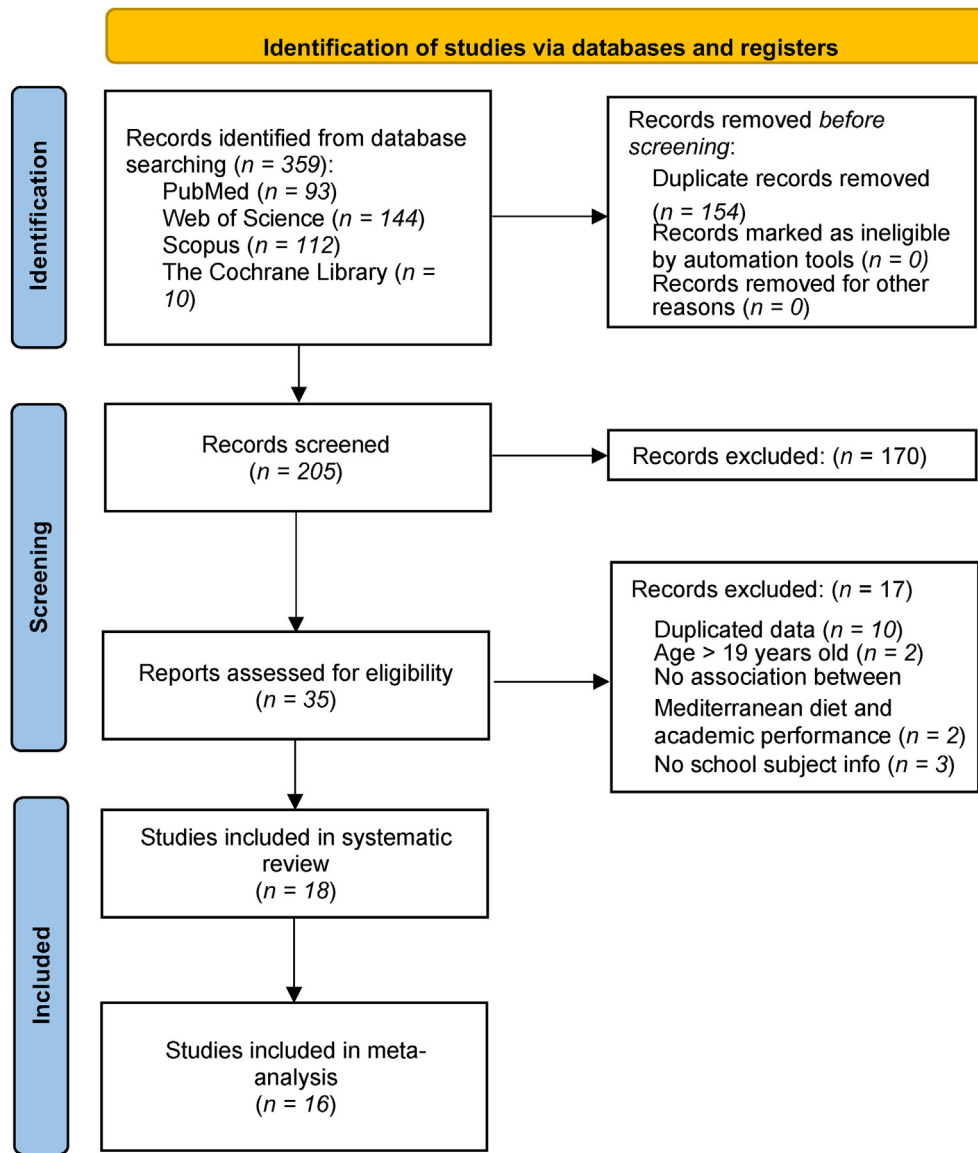 Identification of studies via databases and registers
Identification
Records identified from database
searching (n = 359):
PubMed (n = 93)
Web of Science (n = 144)
Scopus (n = 112)
The Cochrane Library (n =
10)
Records removed before
screening:
Duplicate records removed
(n = 154)
Records marked as ineligible
by automation tools (n = 0)
Records removed for other
reasons (n = 0)
Screening
Records screened
(n = 205)
Records excluded: (n = 170)
Reports assessed for eligibility
(n = 35)
Records excluded: (n = 17)
Duplicated data (n = 10)
Age > 19 years old (n = 2)
No association between
Mediterranean diet and
academic performance (n = 2)
No school subject info (n = 3)
Included
Studies included in systematic
review
(n = 18)
Studies included in meta-
analysis
(n = 16)